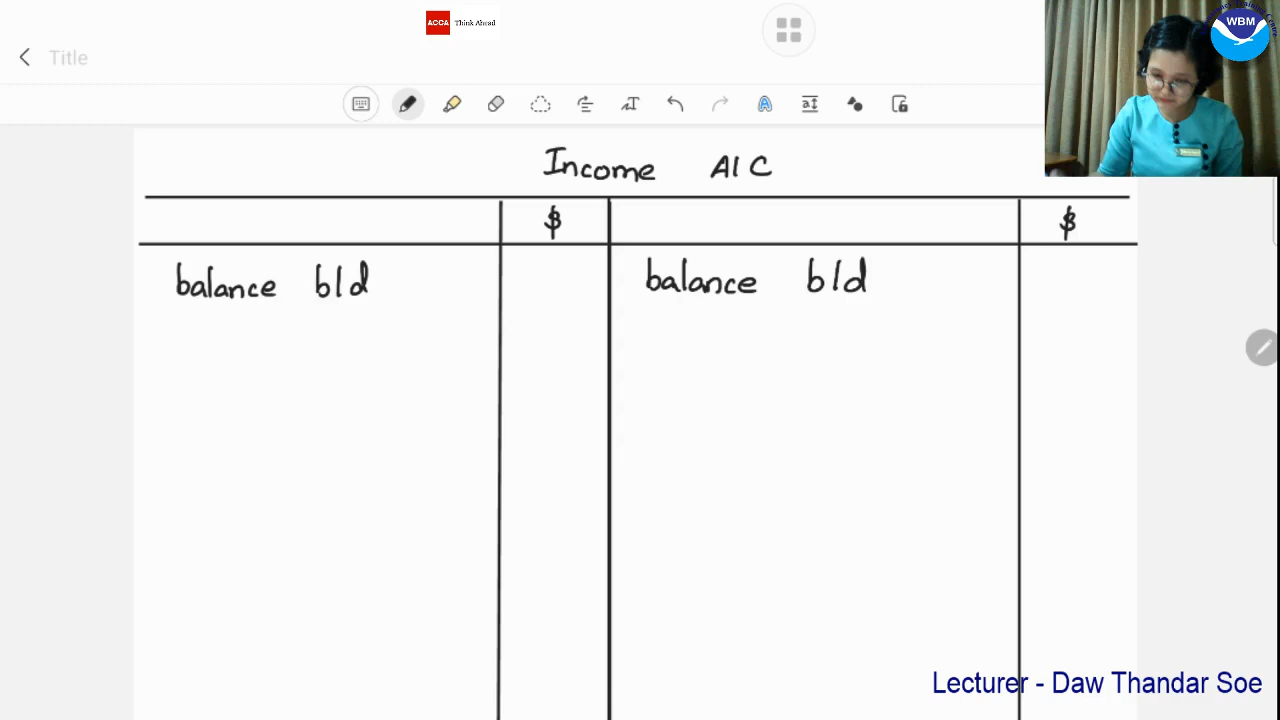 ACCA Think Ahead
WBM
Title
Income A/C
$ $
balance b/d balance b/d
Lecturer - Daw Thandar Soe